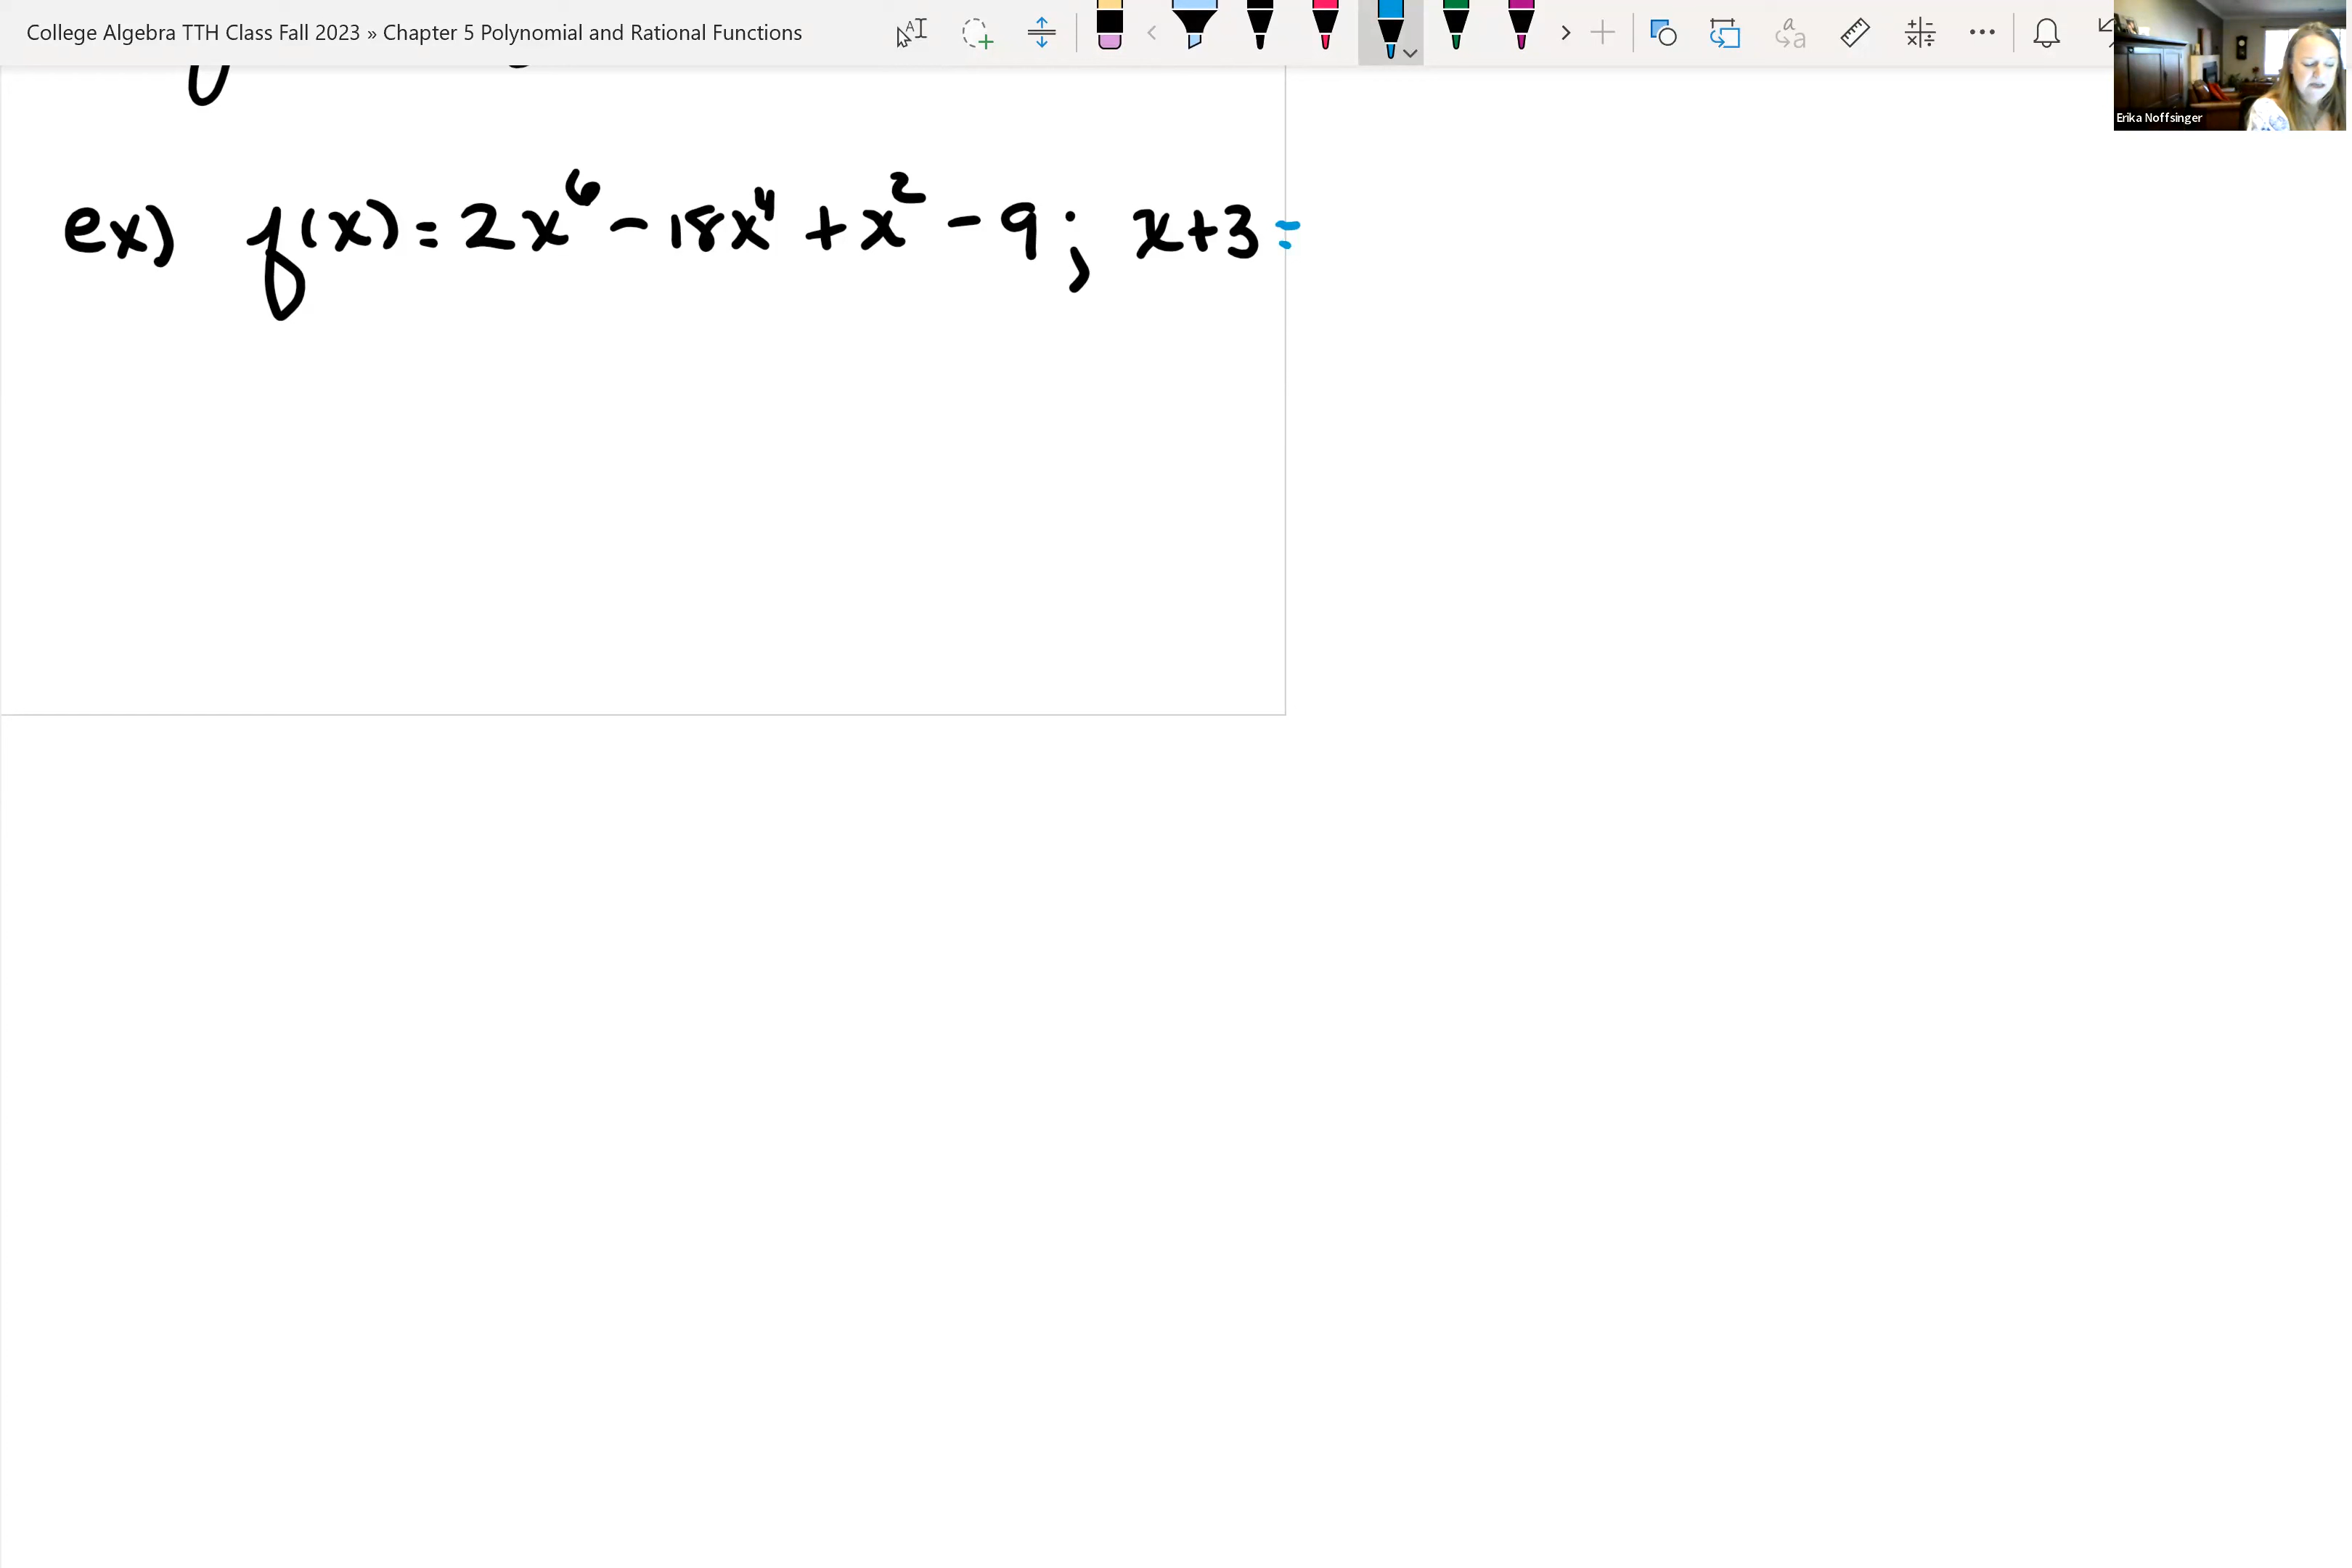 College Algebra TTH Class Fall 2023 » Chapter 5 Polynomial and Rational Functions
Erika Noffsinger
ex) f(x) = 2x⁶ - 18x⁴ + x² - 9; x+3 =